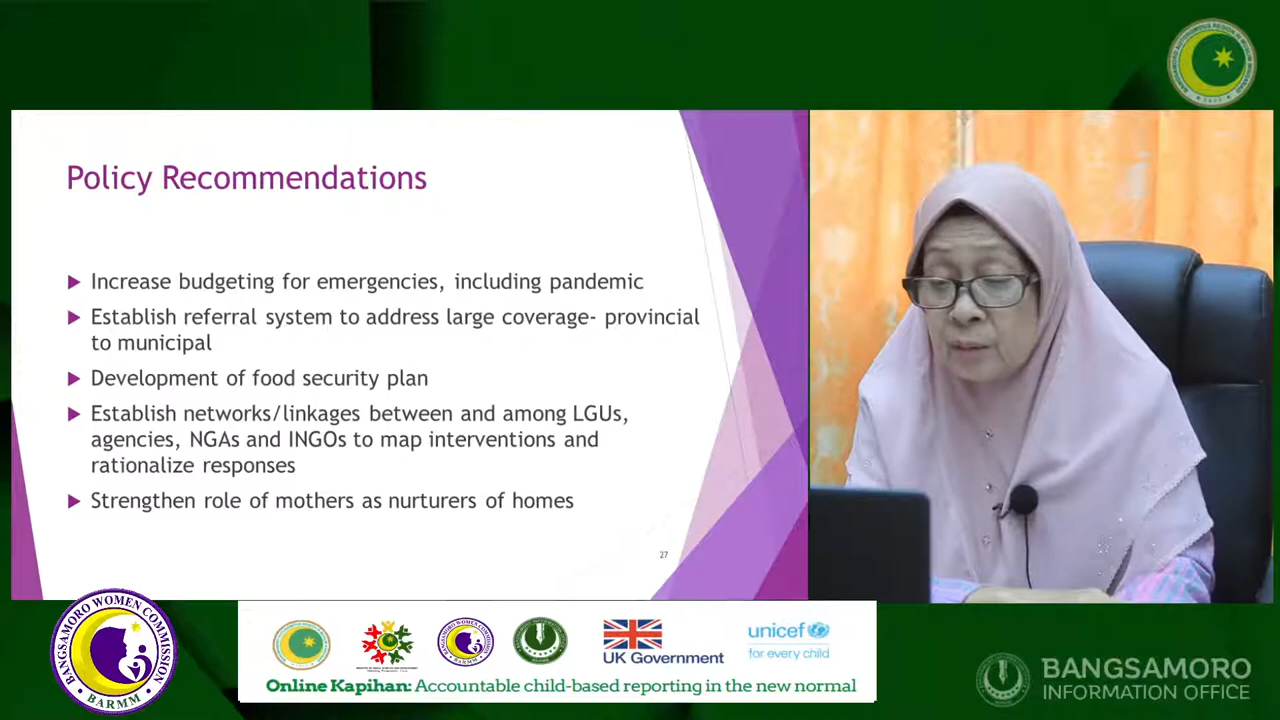 Policy Recommendations
Increase budgeting for emergencies, including pandemic
Establish referral system to address large coverage- provincial
to municipal
Development of food security plan
Establish networks/linkages between and among LGUs,
agencies, NGAs and INGOs to map interventions and
rationalize responses
Strengthen role of mothers as nurturers of homes
27
BANGSAMORO WOMEN COMMISSION
BARMM
UK Government
unicef
for every child
Online Kapihan: Accountable child-based reporting in the new normal
BANGSAMORO
INFORMATION OFFICE